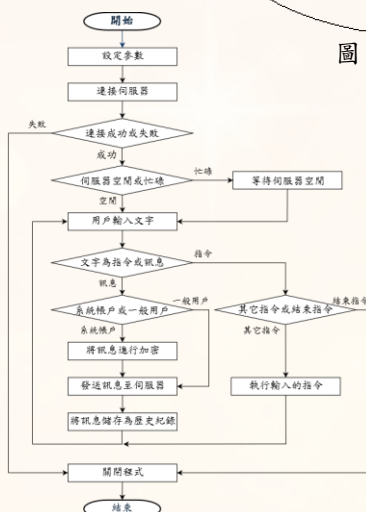 開始
圖
設定參數
連接伺服器
失敗
連接成功或失敗
成功
伺服器空閒或忙碌
忙碌
等待伺服器空閒
空閒
用戶輸入文字
文字為指令或訊息
指令
訊息
系統帳戶或一般用戶
一般用戶
其它指令或結束指令
結束指令
系統帳戶
其它指令
將訊息進行加密
發送訊息至伺服器
執行輸入的指令
將訊息儲存為歷史紀錄
關閉程式
結束